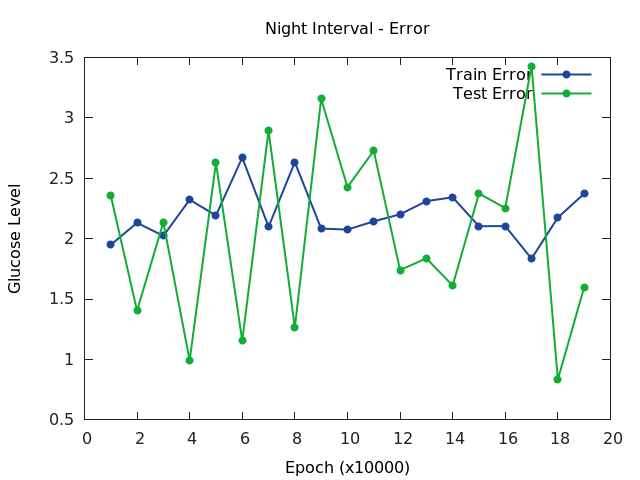 Night Interval - Error
3.5
3
2.5
2
1.5
1
0.5
Glucose Level
Train Error
Test Error
0 2 4 6 8 10 12 14 16 18 20
Epoch (x10000)